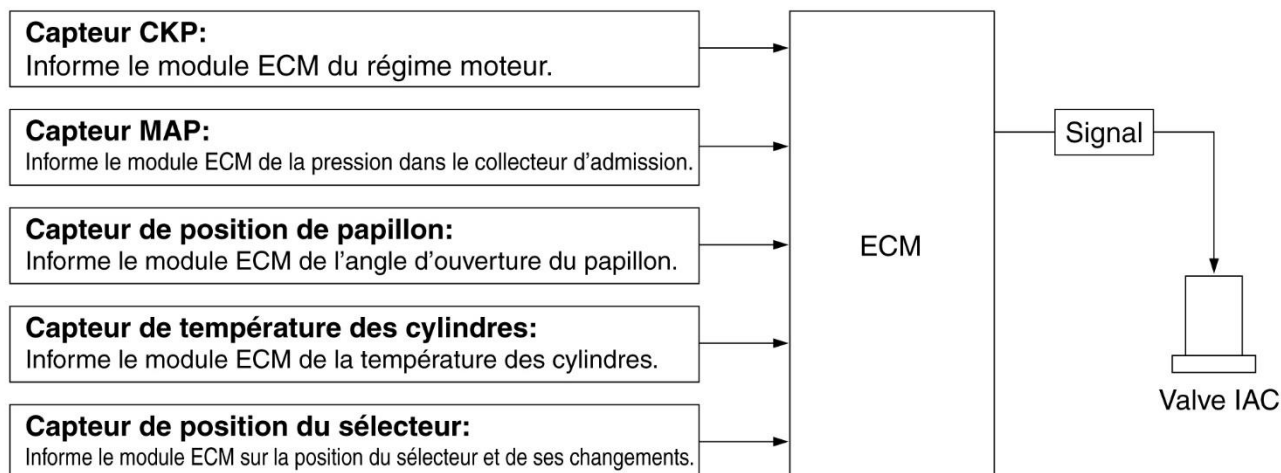 Capteur CKP:
Informe le module ECM du régime moteur.
Capteur MAP:
Informe le module ECM de la pression dans le collecteur d'admission.
Capteur de position de papillon:
Informe le module ECM de l'angle d'ouverture du papillon.
Capteur de température des cylindres:
Informe le module ECM de la température des cylindres.
Capteur de position du sélecteur:
Informe le module ECM sur la position du sélecteur et de ses changements.
ECM
Signal
Valve IAC